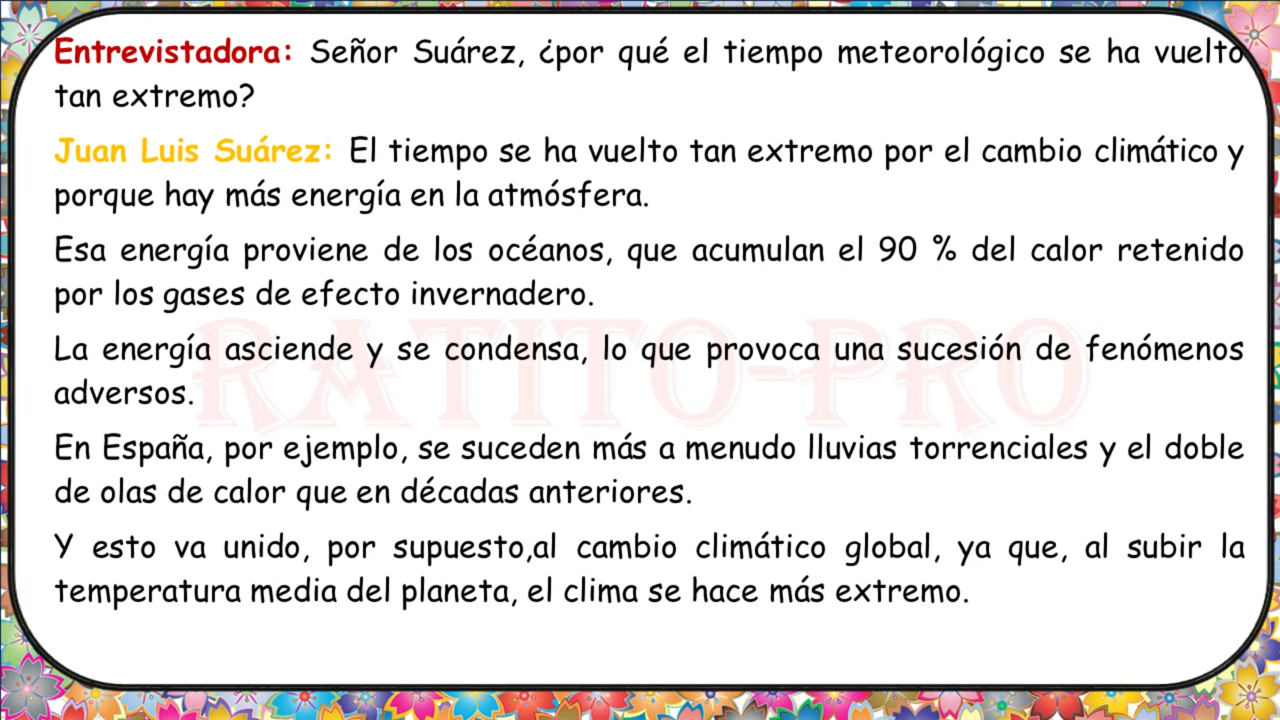 Entrevistadora: Señor Suárez, ¿por qué el tiempo meteorológico se ha vuelto
tan extremo?
Juan Luis Suárez: El tiempo se ha vuelto tan extremo por el cambio climático y
porque hay más energía en la atmósfera.
Esa energía proviene de los océanos, que acumulan el 90 % del calor retenido
por los gases de efecto invernadero.
La energía asciende y se condensa, lo que provoca una sucesión de fenómenos
adversos.
RATITO-PRO
En España, por ejemplo, se suceden más a menudo lluvias torrenciales y el doble
de olas de calor que en décadas anteriores.
Y esto va unido, por supuesto,al cambio climático global, ya que, al subir la
temperatura media del planeta, el clima se hace más extremo.